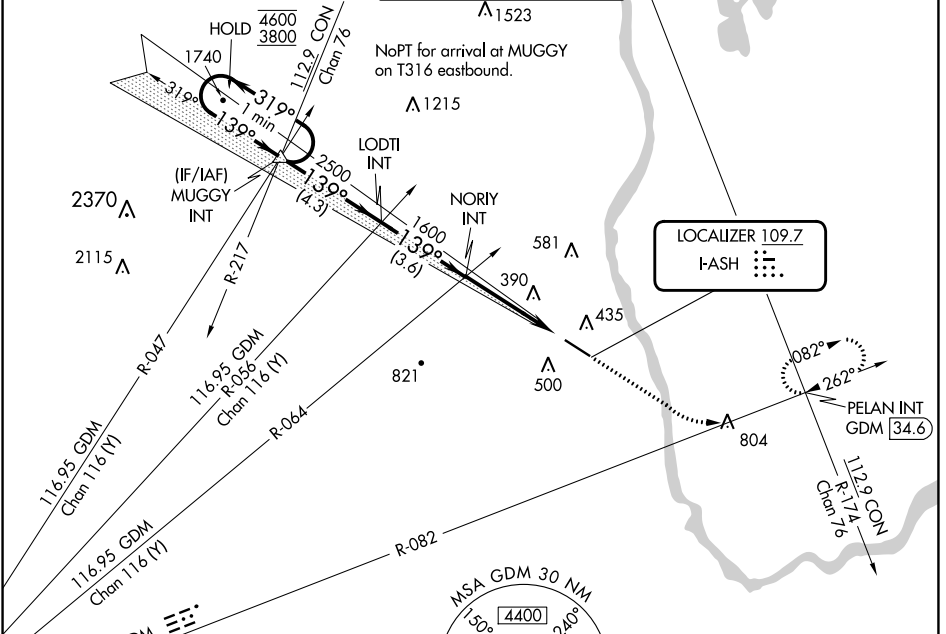 HOLD 4600
3800
1740
112.9 CON
Chan 76
1523
NoPT for arrival at MUGGY
on T316 eastbound.
1215
319°
319°
1 min
139°
(IF/IAF)
MUGGY
INT
2500
139°
(4.3)
LODTI
INT
NORIY
INT
1600
139°
(3.6)
2370
2115
R-217
581
390
435
LOCALIZER 109.7
I-ASH
R-047
116.95 GDM
R-056
Chan 116 (Y)
821
500
082°
262°
PELAN INT
GDM 34.6
804
R-064
116.95 GDM
Chan 116 (Y)
112.9 CON
R-174
Chan 76
116.95 GDM
Chan 116 (Y)
R-082
MSA GDM 30 NM
4400
150°
240°